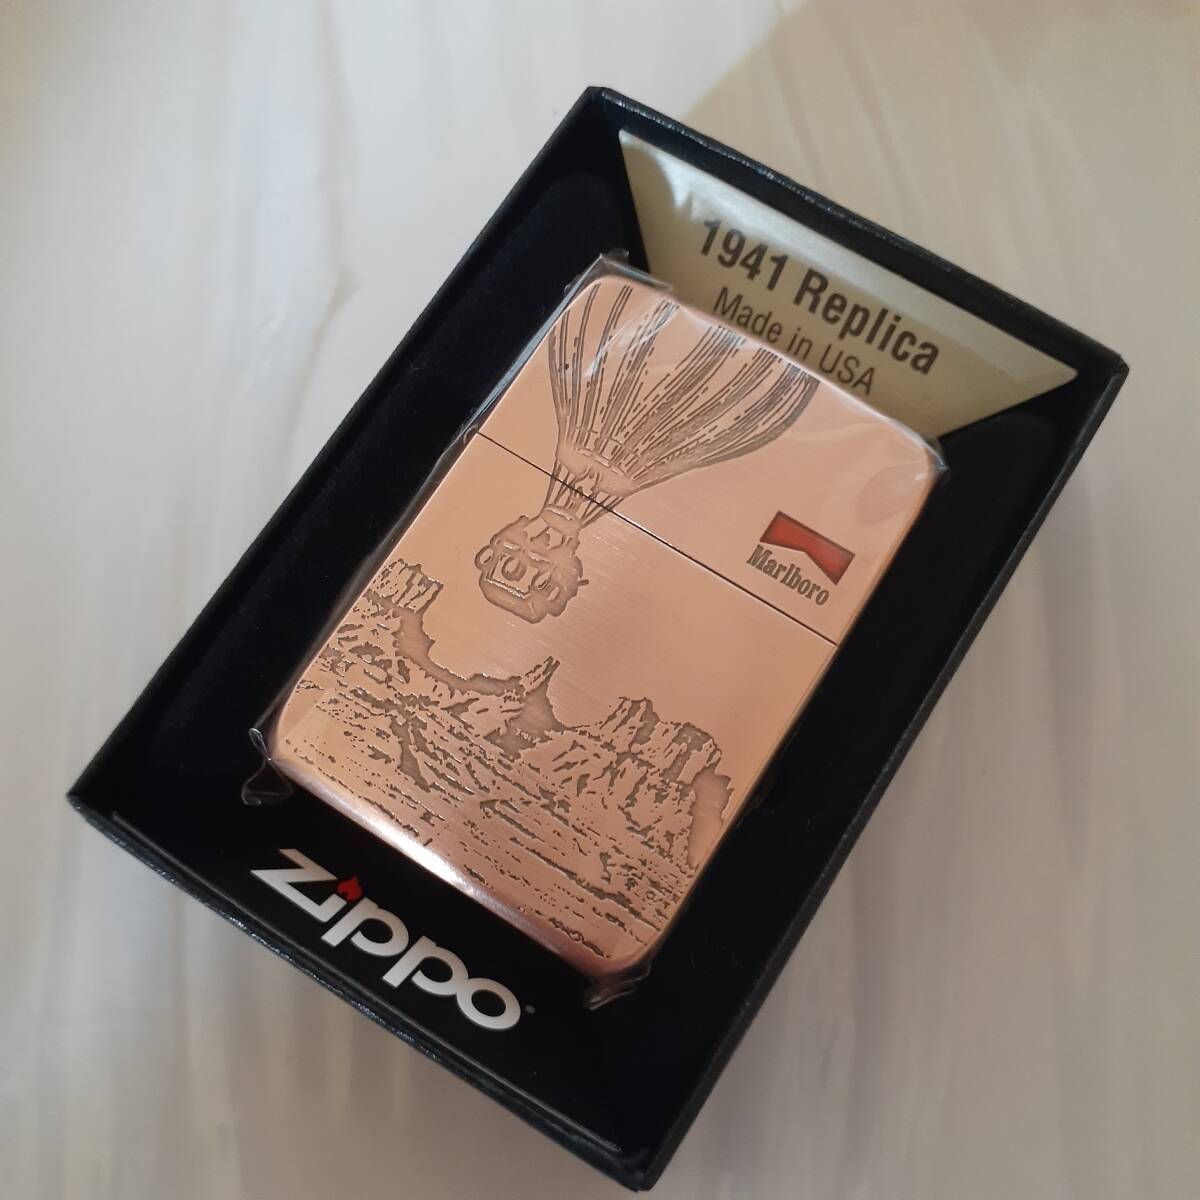 1941 Replica
Made in USA
Marlboro
zippo